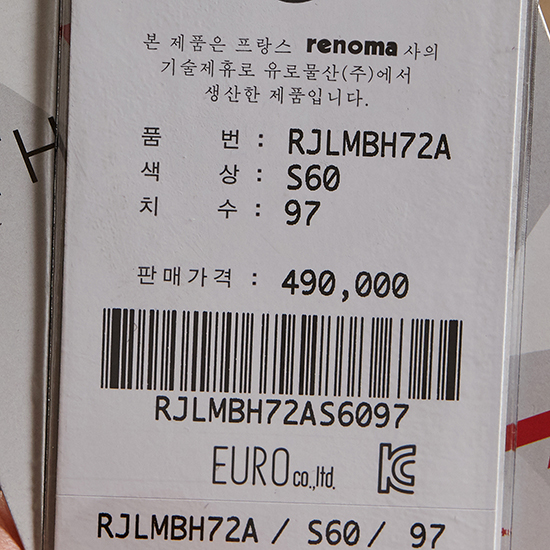 본 제품은 프랑스 renoma 사의
기술제휴로 유로물산(주)에서
생산한 제품입니다.
H
품 번 : RJLMBH72A
색 상 : S60
치 수 : 97
판매가격 : 490,000
RJLMBH72AS6097
EURO co.,ltd.
RJLMBH72A / S60 / 97